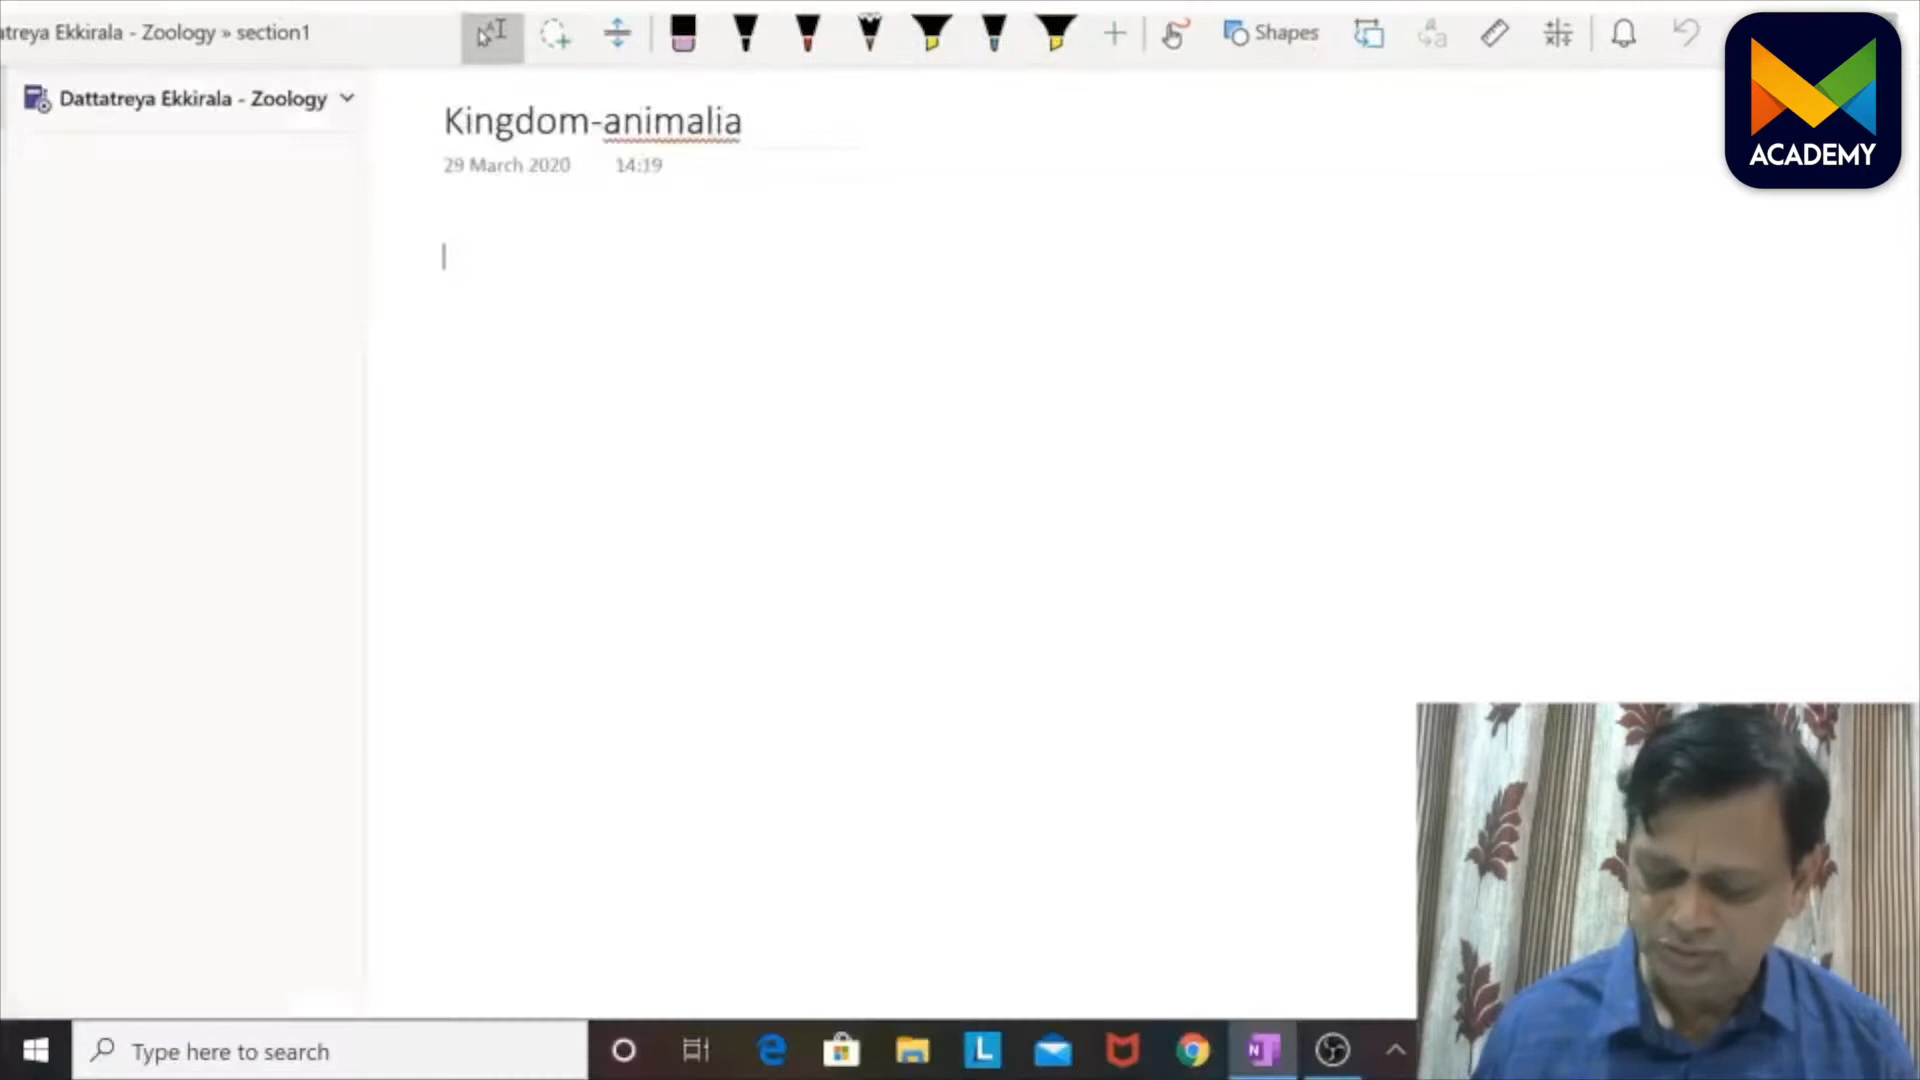 atreya Ekkirala - Zoology » section1
Shapes
ACADEMY
Dattatreya Ekkirala - Zoology
Kingdom-animalia
29 March 2020 14:19
Type here to search